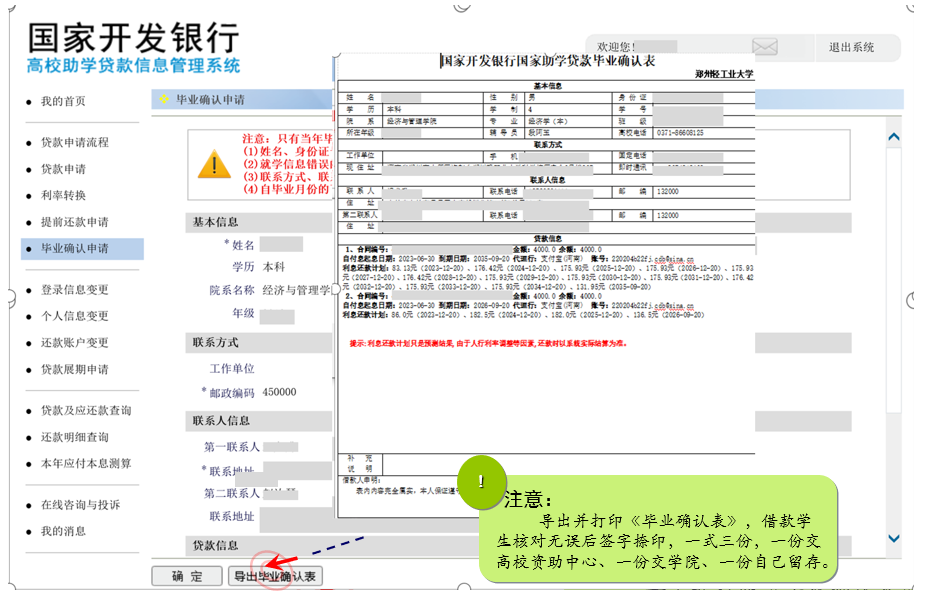 国家开发银行
高校助学贷款信息管理系统
欢迎您!
退出系统
我的首页
贷款申请流程
贷款申请
利率转换
提前还款申请
毕业确认申请
登录信息变更
个人信息变更
还款账户变更
贷款展期申请
贷款及应还款查询
还款明细查询
本年应付本息测算
在线咨询与投诉
我的消息
毕业确认申请
注意：只有当年毕
(1)姓名、身份证
(2)就学信息错误
(3)联系方式、联
(4)自毕业月份的
基本信息
*姓名
学历 本科
院系名称 经济与管理学
年级
联系方式
工作单位
*邮政编码 450000
联系人信息
第一联系人
*联系地址
第二联系人
联系地址
贷款信息
确 定
导出毕业确认表
国家开发银行国家助学贷款毕业确认表
郑州轻工业大学
基本信息
姓 名 性 别 男 身份证
学 历 本科 学 制 4 学 号
院 系 经济与管理学院 专 业 经济学（本） 班 级
所在年级 辅导员 段珂莲 高校电话 0371-86608125
联系方式
工作单位 手 机 固定电话
现住址 即时通讯
联系人信息
联系人 联系电话 邮 编 132000
住 址
第二联系人 联系电话 邮 编 132000
住 址
贷款信息
1、合同编号： 金额：4000.0 余额：4000.0
自付息起息日期：2023-06-30 到期日期：2035-09-20 代理行：支付宝(河南) 账号：220204h22fj.cdb@sina.cn
利息还款计划：83.13元（2023-12-20）、176.42元（2024-12-20）、175.93元（2025-12-20）、175.93元（2026-12-20）、175.93
元（2027-12-20）、176.42元（2028-12-20）、175.93元（2029-12-20）、175.93元（2030-12-20）、175.93元（2031-12-20）、176.42
元（2032-12-20）、175.93元（2033-12-20）、175.93元（2034-12-20）、131.95元（2035-09-20）
2、合同编号： 金额：4000.0 余额：4000.0
自付息起息日期：2023-06-30 到期日期：2026-09-20 代理行：支付宝(河南) 账号：220204h22fj.cdb@sina.cn
利息还款计划：86.0元（2023-12-20）、182.5元（2024-12-20）、182.0元（2025-12-20）、136.5元（2026-09-20）
提示：利息还款计划只是预测结果，由于人行利率调整等因素，还款时以系统实际结算为准。
补 充
说 明
借款人申明：
表内内容完全属实，本人保证遵守
!
注意：
导出并打印《毕业确认表》，借款学
生核对无误后签字捺印，一式三份，一份交
高校资助中心、一份交学院、一份自己留存。